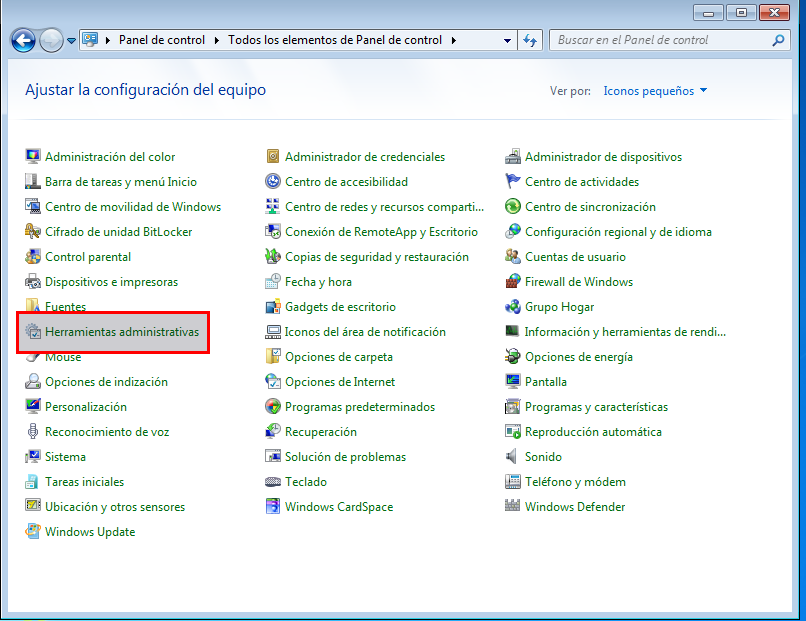 Panel de control Todos los elementos de Panel de control Buscar en el Panel de control
Ajustar la configuración del equipo Ver por: Iconos pequeños
Administración del color Administrador de credenciales Administrador de dispositivos
Barra de tareas y menú Inicio Centro de accesibilidad Centro de actividades
Centro de movilidad de Windows Centro de redes y recursos comparti... Centro de sincronización
Cifrado de unidad BitLocker Conexión de RemoteApp y Escritorio Configuración regional y de idioma
Control parental Copias de seguridad y restauración Cuentas de usuario
Dispositivos e impresoras Fecha y hora Firewall de Windows
Fuentes Gadgets de escritorio Grupo Hogar
Herramientas administrativas Iconos del área de notificación Información y herramientas de rendi...
Mouse Opciones de carpeta Opciones de energía
Opciones de indización Opciones de Internet Pantalla
Personalización Programas predeterminados Programas y características
Reconocimiento de voz Recuperación Reproducción automática
Sistema Solución de problemas Sonido
Tareas iniciales Teclado Teléfono y módem
Ubicación y otros sensores Windows CardSpace Windows Defender
Windows Update